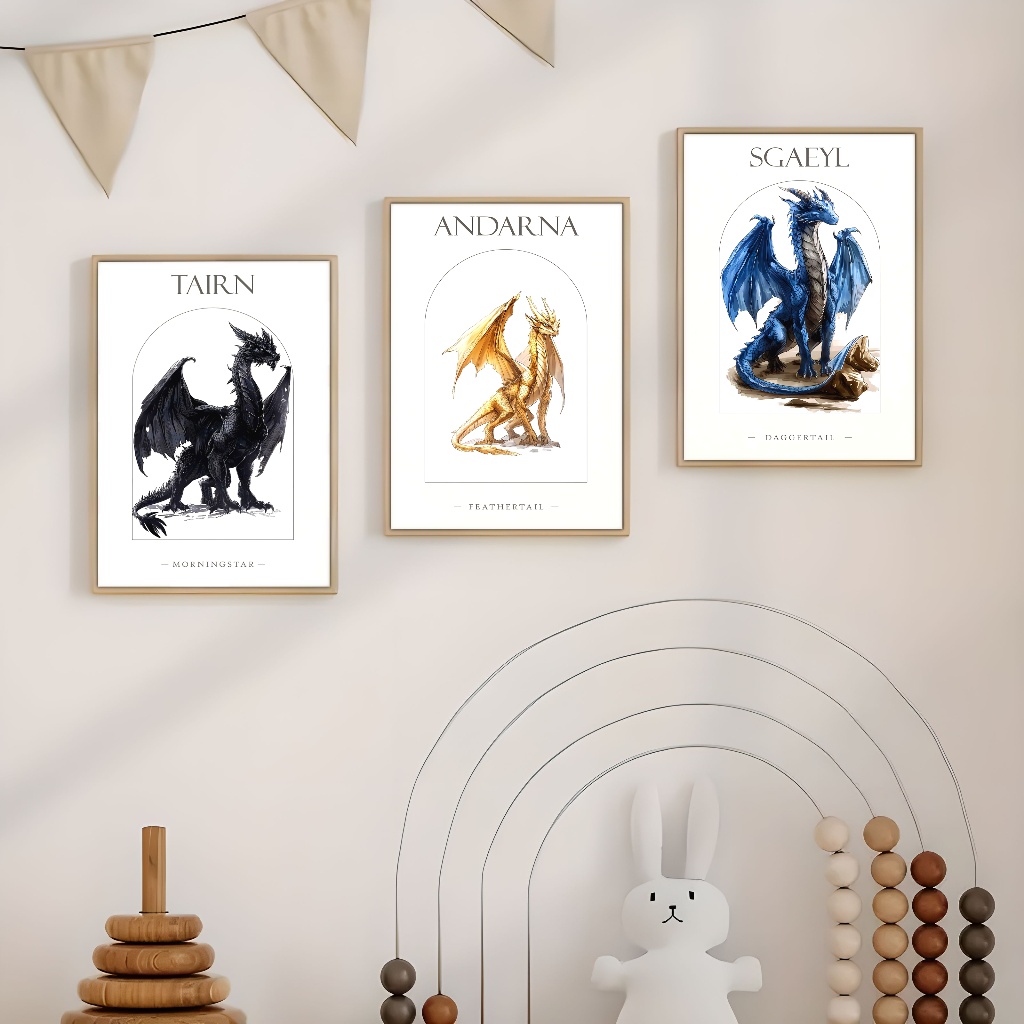 TAIRN
MORNINGSTAR
ANDARNA
FEATHERTAIL
SGAEYL
DAGGERTAIL